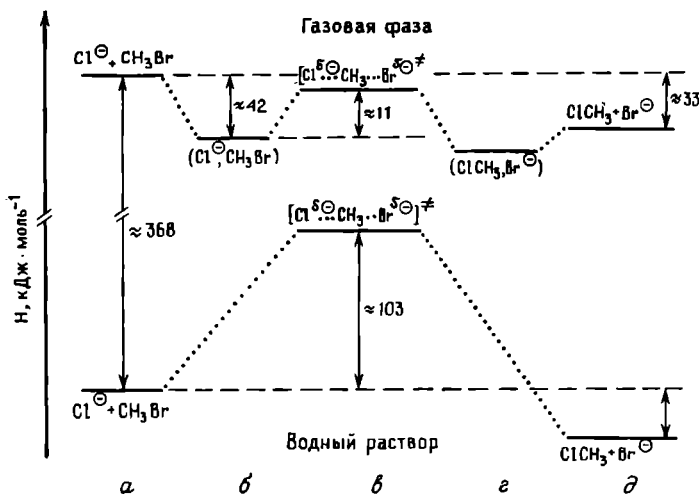 Газовая фаза
Cl⊖ + CH₃Br
[Cl δ⊖...CH₃...Br δ⊖ ≠
≈42
≈11
≈33
ClCH₃ + Br⊖
(Cl⊖, CH₃Br)
(ClCH₃, Br⊖)
[Cl δ⊖...CH₃...Br δ⊖]≠
≈368
≈103
H, кДж·моль⁻¹
Cl⊖ + CH₃Br
Водный раствор
ClCH₃ + Br⊖
а б в г д